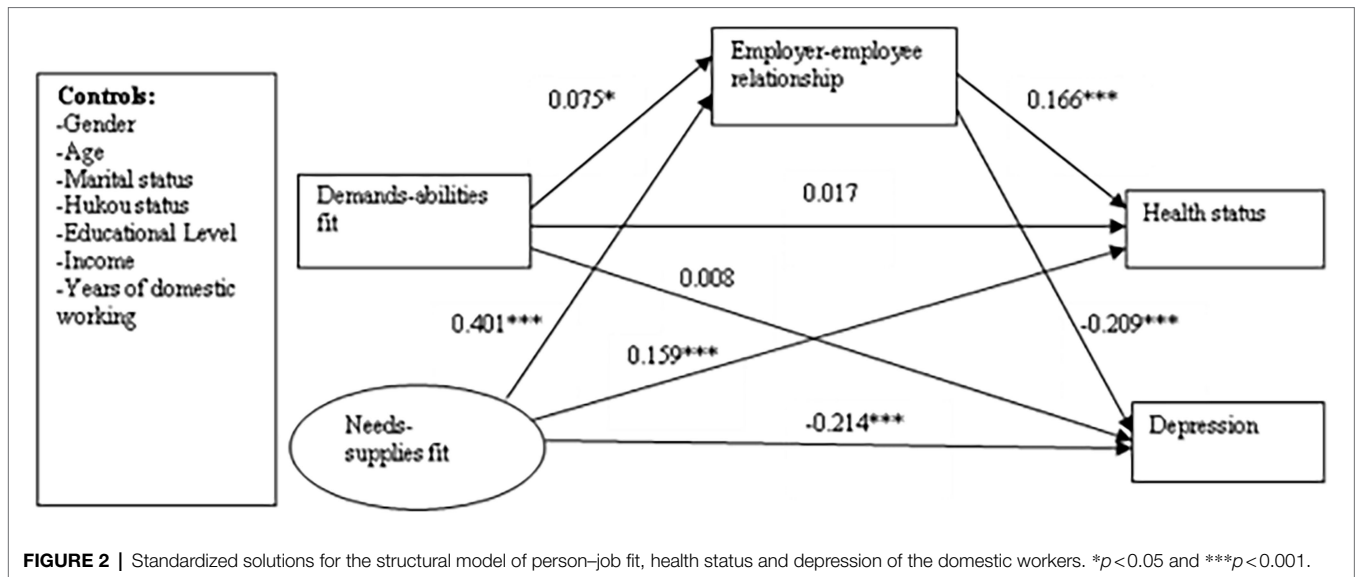 Controls:
-Gender
-Age
-Marital status
-Hukou status
-Educational Level
-Income
-Years of domestic
working
Employer-employee
relationship
0.075*
0.166***
Demands-abilities
fit
0.017
Health status
0.008
0.401***
-0.209***
0.159***
Needs-
supplies fit
-0.214***
Depression
FIGURE 2 | Standardized solutions for the structural model of person–job fit, health status and depression of the domestic workers. *p<0.05 and ***p<0.001.